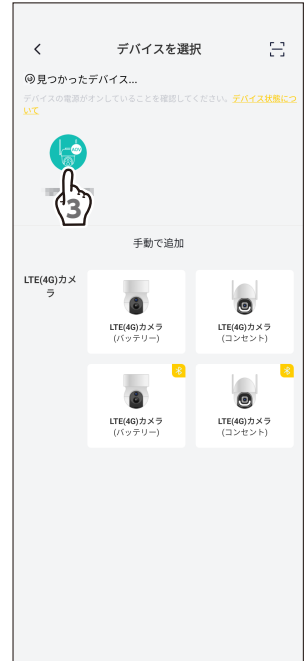 デバイスを選択
見つかったデバイス...
デバイスの電源がオンしていることを確認してください。デバイス状態につ
いて
3
手動で追加
LTE(4G)カメ
ラ
LTE(4G)カメラ
(バッテリー)
LTE(4G)カメラ
(コンセント)
LTE(4G)カメラ
(バッテリー)
LTE(4G)カメラ
(コンセント)